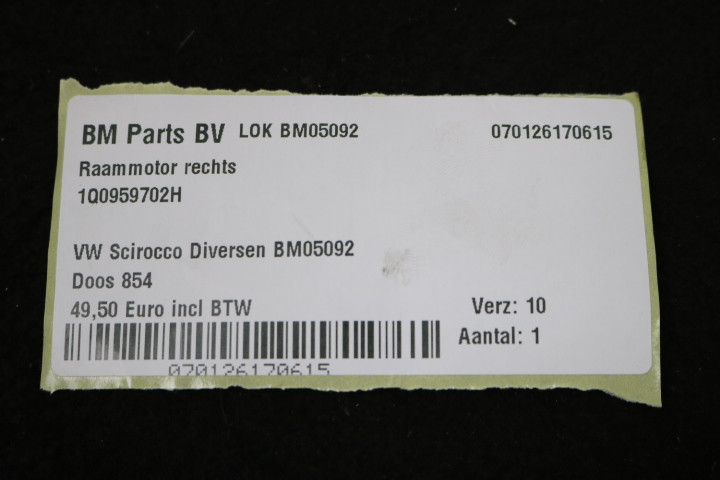 BM Parts BV LOK BM05092 070126170615
Raammotor rechts
1Q0959702H
VW Scirocco Diversen BM05092
Doos 854
49,50 Euro incl BTW Verz: 10
Aantal: 1
070126170615